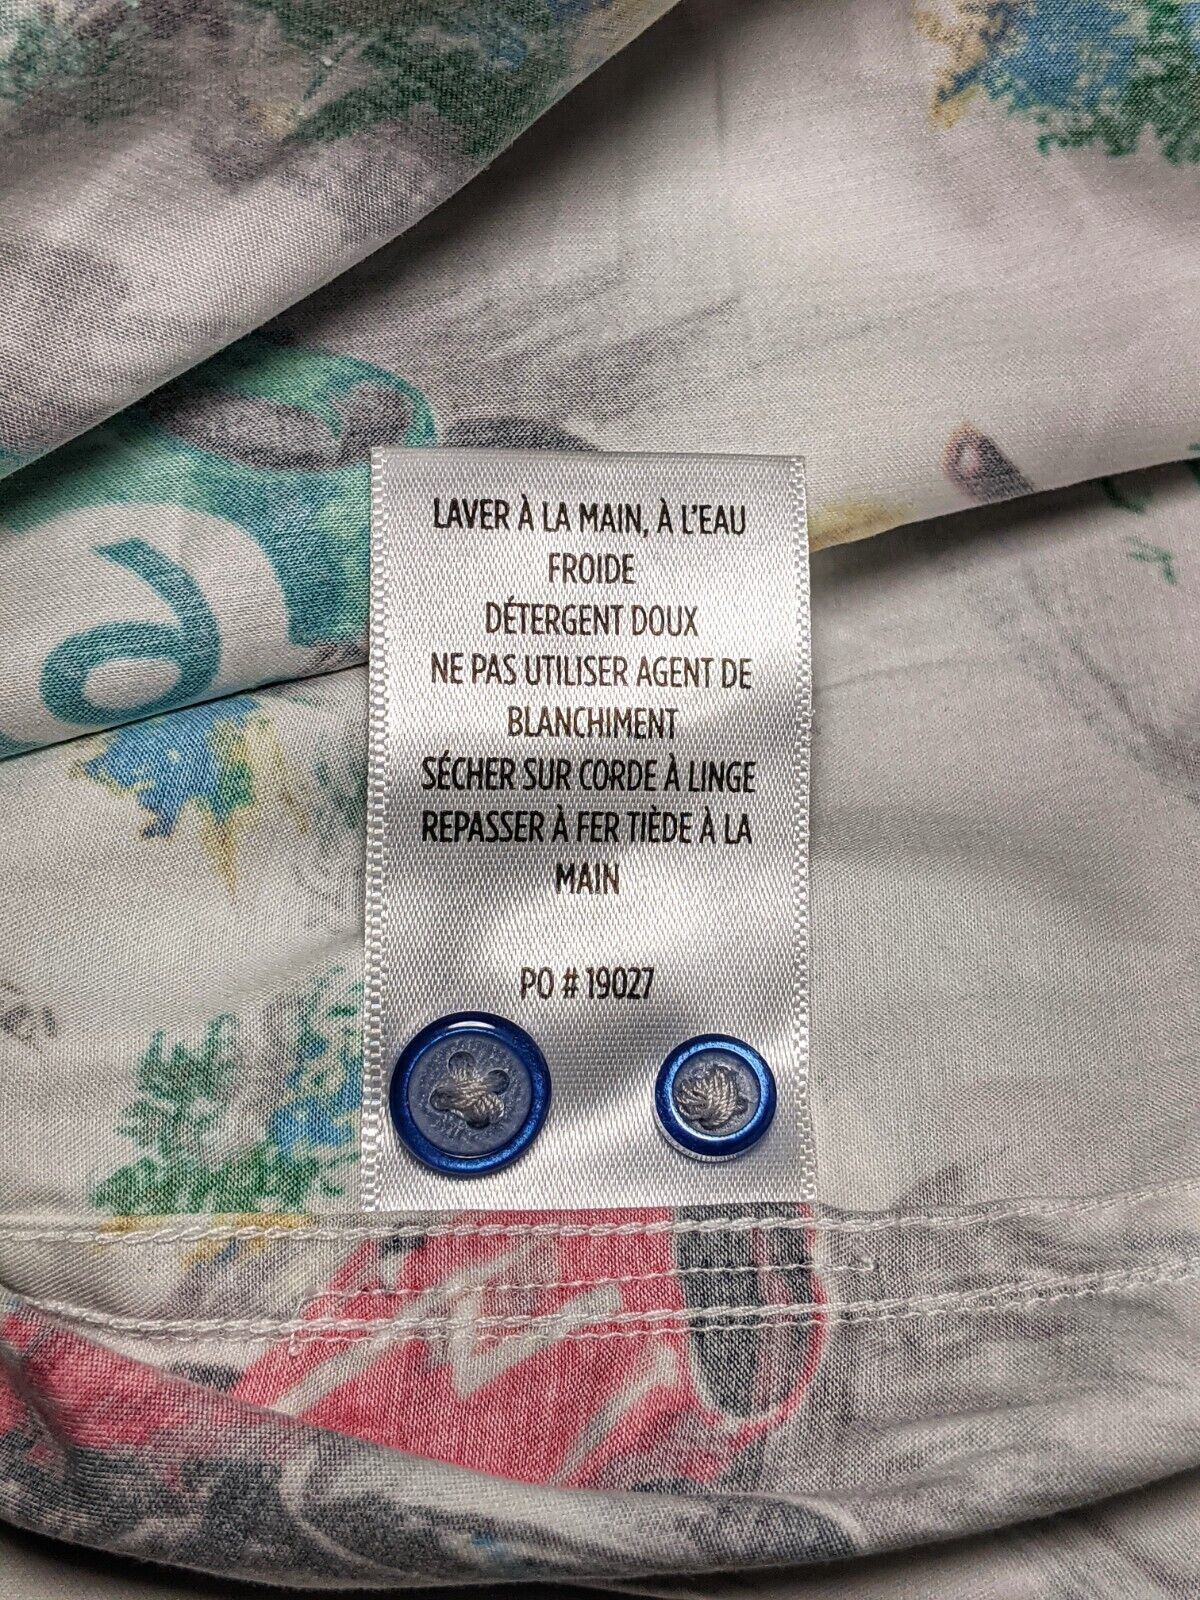 LAVER À LA MAIN, À L'EAU
FROIDE
DÉTERGENT DOUX
NE PAS UTILISER AGENT DE
BLANCHIMENT
SÉCHER SUR CORDE À LINGE
REPASSER À FER TIÈDE À LA
MAIN
PO # 19027